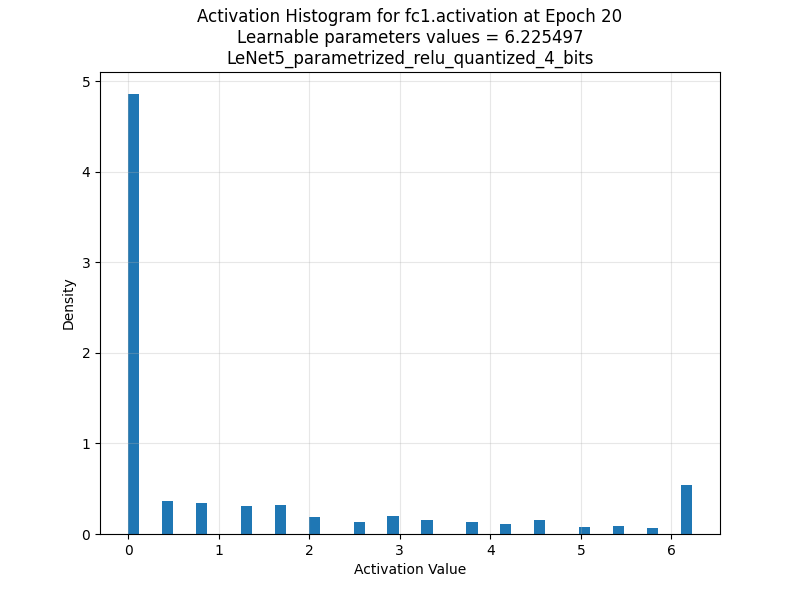 Activation Histogram for fc1.activation at Epoch 20
Learnable parameters values = 6.225497
LeNet5_parametrized_relu_quantized_4_bits
5
4
3
2
1
0
Density
0 1 2 3 4 5 6
Activation Value